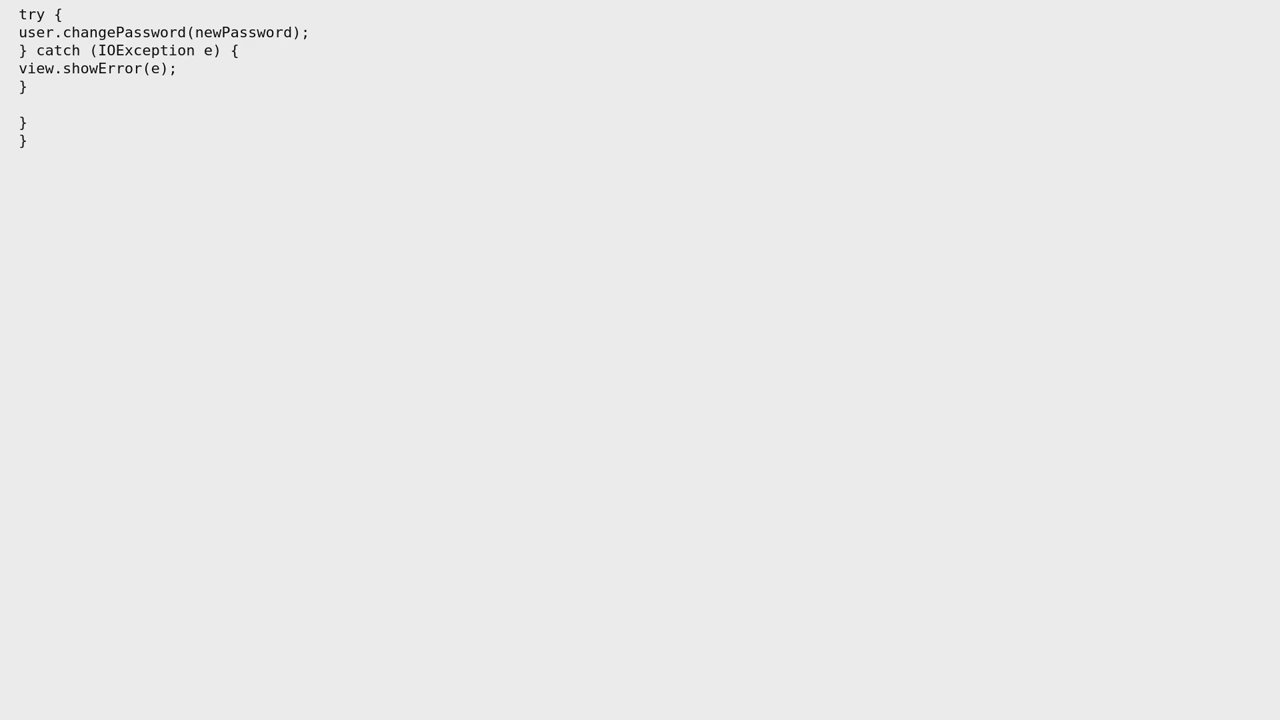 try {
user.changePassword(newPassword);
} catch (IOException e) {
view.showError(e);
}

}
}